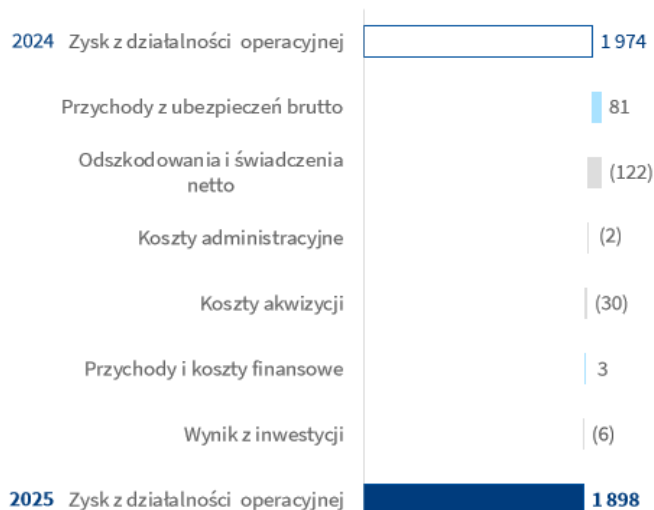 2024 Zysk z działalności operacyjnej 1 974
Przychody z ubezpieczeń brutto 81
Odszkodowania i świadczenia
netto (122)
Koszty administracyjne (2)
Koszty akwizycji (30)
Przychody i koszty finansowe 3
Wynik z inwestycji (6)
2025 Zysk z działalności operacyjnej 1 898